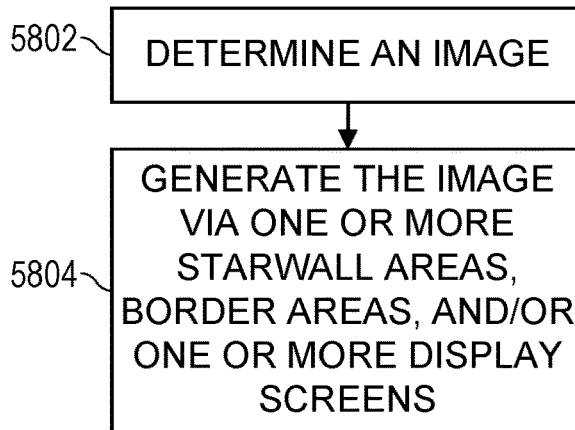 5802
DETERMINE AN IMAGE
5804
GENERATE THE IMAGE
VIA ONE OR MORE
STARWALL AREAS,
BORDER AREAS, AND/OR
ONE OR MORE DISPLAY
SCREENS